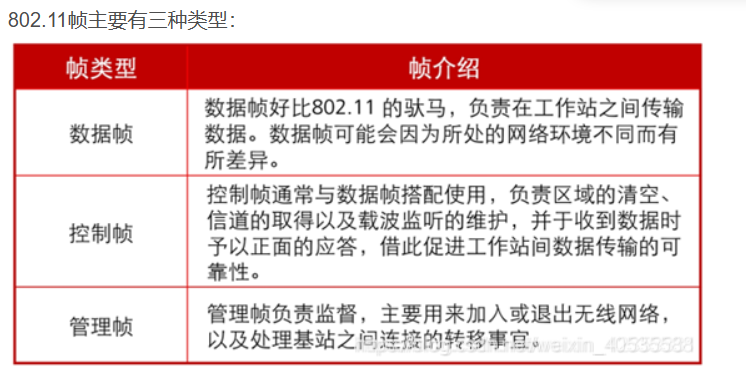 802.11帧主要有三种类型：
帧类型
帧介绍
数据帧
数据帧好比802.11 的驮马，负责在工作站之间传输
数据。数据帧可能会因为所处的网络环境不同而有
所差异。
控制帧
控制帧通常与数据帧搭配使用，负责区域的清空、
信道的取得以及载波监听的维护，并于收到数据时
予以正面的应答，借此促进工作站间数据传输的可
靠性。
管理帧
管理帧负责监督，主要用来加入或退出无线网络，
以及处理基站之间连接的转移事宜。
https://blog.csdn.net/weixin_40535588